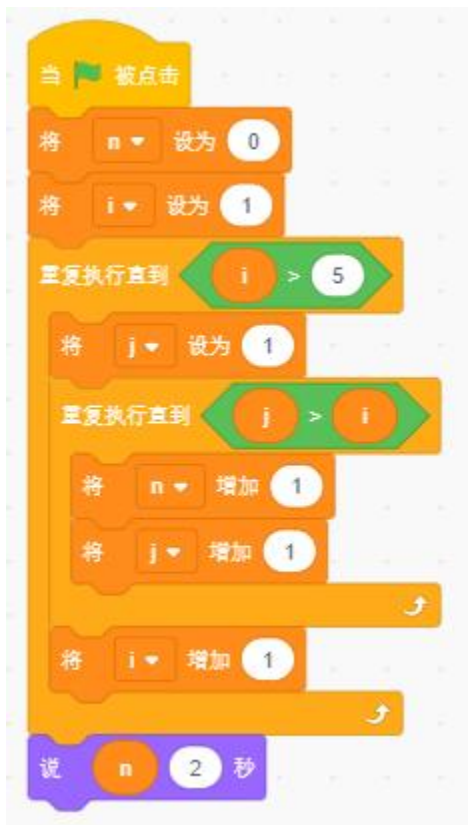 当 被点击
将 n 设为 0
将 i 设为 1
重复执行直到 i > 5
将 j 设为 1
重复执行直到 j > i
将 n 增加 1
将 j 增加 1
将 i 增加 1
说 n 2 秒